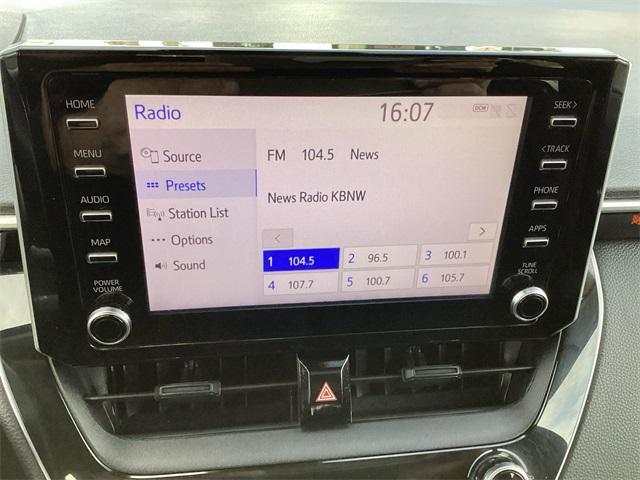 HOME
MENU
AUDIO
MAP
POWER
VOLUME
Radio
16:07
DCM
Source
Presets
Station List
Options
Sound
FM 104.5 News
News Radio KBNW
< >
1 104.5 2 96.5 3 100.1
4 107.7 5 100.7 6 105.7
SEEK >
< TRACK
PHONE
APPS
TUNE
SCROLL